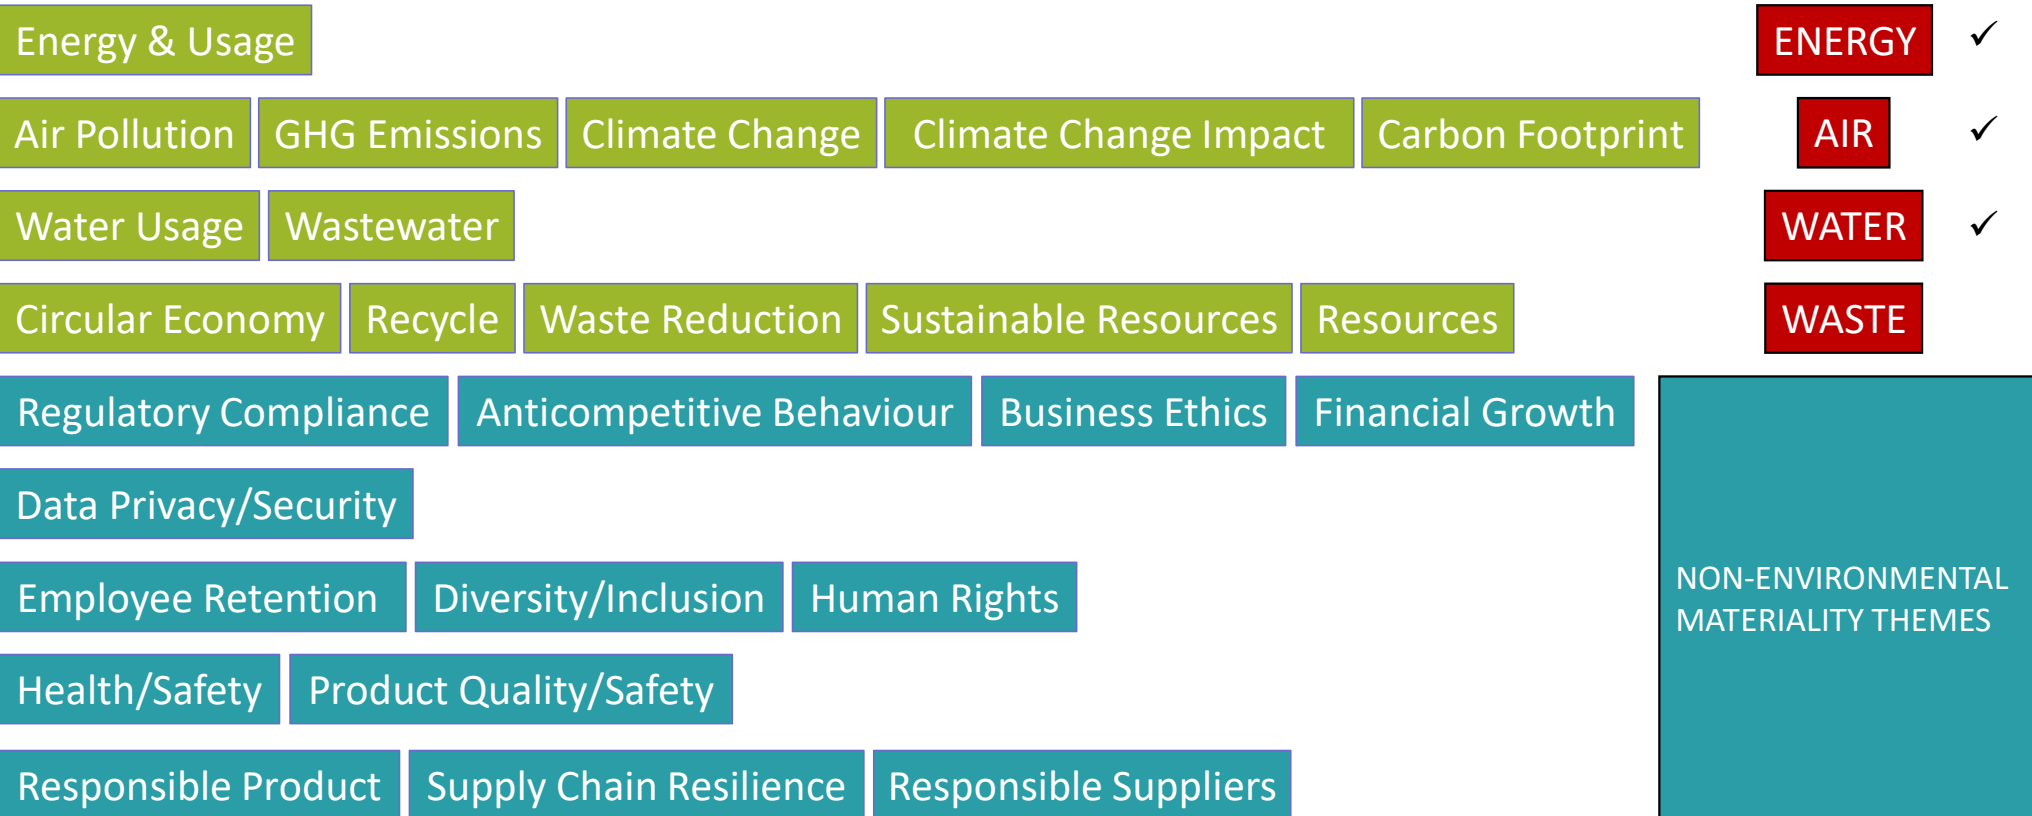 Energy & Usage ENERGY ✓
Air Pollution GHG Emissions Climate Change Climate Change Impact Carbon Footprint AIR ✓
Water Usage Wastewater WATER ✓
Circular Economy Recycle Waste Reduction Sustainable Resources Resources WASTE
Regulatory Compliance Anticompetitive Behaviour Business Ethics Financial Growth
Data Privacy/Security
Employee Retention Diversity/Inclusion Human Rights
Health/Safety Product Quality/Safety
Responsible Product Supply Chain Resilience Responsible Suppliers
NON-ENVIRONMENTAL
MATERIALITY THEMES